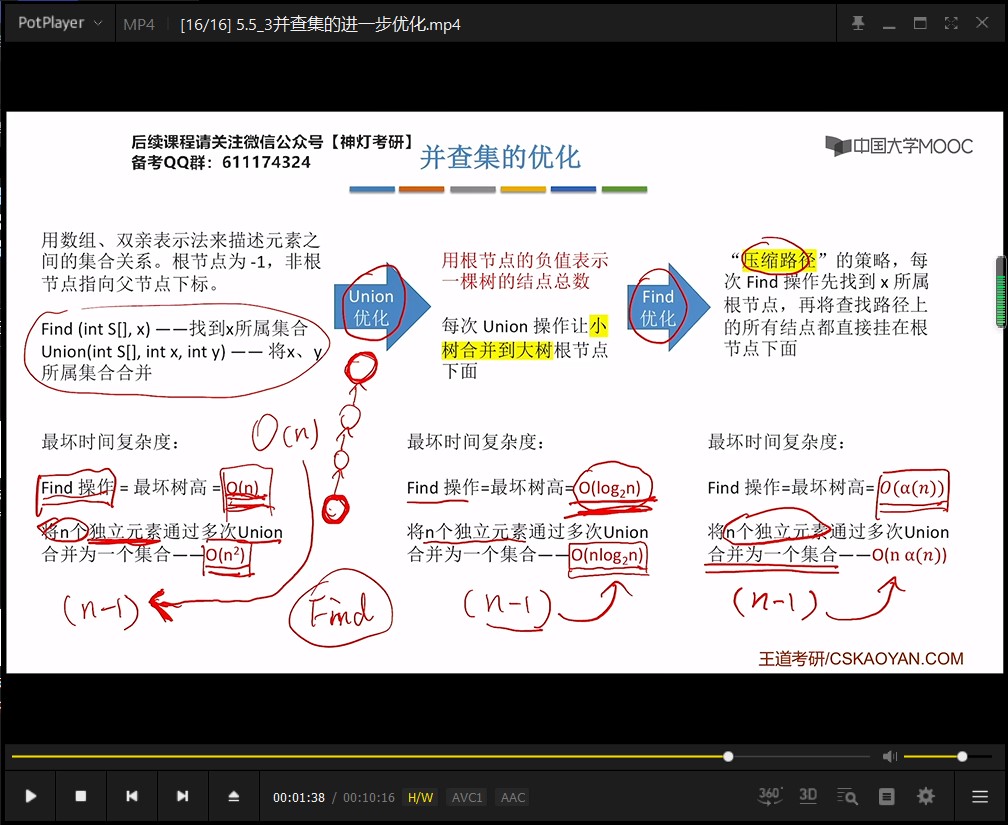 PotPlayer
MP4
[16/16] 5.5_3并查集的进一步优化.mp4
后续课程请关注微信公众号【神灯考研】
备考QQ群：611174324
并查集的优化
中国大学MOOC
用数组、双亲表示法来描述元素之
间的集合关系。根节点为 -1，非根
节点指向父节点下标。
Find (int S[], x) ——找到x所属集合
Union(int S[], int x, int y) —— 将x、y
所属集合合并
Union
优化
用根节点的负值表示
一棵树的结点总数
每次 Union 操作让小
树合并到大树根节点
下面
Find
优化
“压缩路径”的策略，每
次 Find 操作先找到 x 所属
根节点，再将查找路径上
的所有结点都直接挂在根
节点下面
O(n)
最坏时间复杂度：
Find 操作 = 最坏树高 = O(n)
将n个独立元素通过多次Union
合并为一个集合——O(n²)
(n-1)
Find
最坏时间复杂度：
Find 操作=最坏树高=O(log₂n)
将n个独立元素通过多次Union
合并为一个集合——O(nlog₂n)
(n-1)
最坏时间复杂度：
Find 操作=最坏树高=O(α(n))
将n个独立元素通过多次Union
合并为一个集合——O(n α(n))
(n-1)
王道考研/CSKAOYAN.COM
00:01:38 / 00:10:16 H/W AVC1 AAC
360° 3D